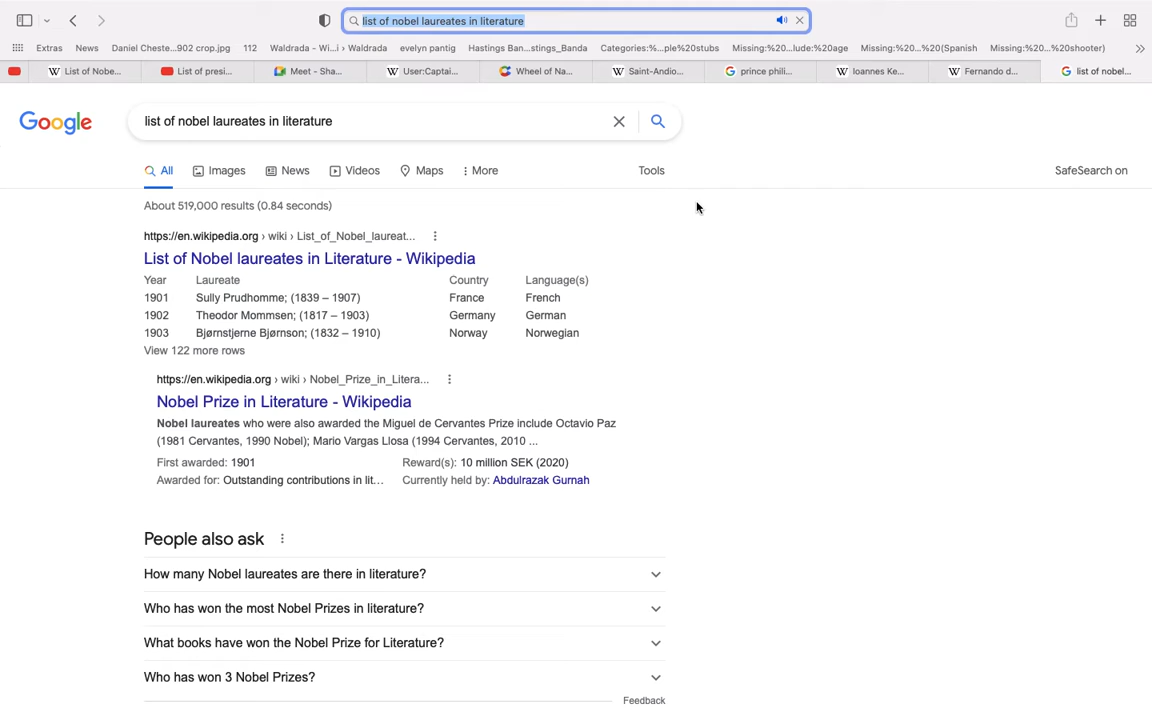 list of nobel laureates in literature
Extras News Daniel Cheste...902 crop.jpg 112 Waldrada - Wi...i › Waldrada evelyn pantig Hastings Ban...stings_Banda Categories:%...ple%20stubs Missing:%20...lude:%20age Missing:%20...%20(Spanish Missing:%20...%20shooter)
List of Nobe... List of presi... Meet - Sha... User:Captai... Wheel of Na... Saint-Andio... prince phili... Ioannes Ke... Fernando d... list of nobel...
Google
list of nobel laureates in literature
All Images News Videos Maps More Tools SafeSearch on
About 519,000 results (0.84 seconds)
https://en.wikipedia.org › wiki › List_of_Nobel_laureat...
List of Nobel laureates in Literature - Wikipedia
Year Laureate Country Language(s)
1901 Sully Prudhomme; (1839 – 1907) France French
1902 Theodor Mommsen; (1817 – 1903) Germany German
1903 Bjørnstjerne Bjørnson; (1832 – 1910) Norway Norwegian
View 122 more rows
https://en.wikipedia.org › wiki › Nobel_Prize_in_Litera...
Nobel Prize in Literature - Wikipedia
Nobel laureates who were also awarded the Miguel de Cervantes Prize include Octavio Paz
(1981 Cervantes, 1990 Nobel); Mario Vargas Llosa (1994 Cervantes, 2010 ...
First awarded: 1901 Reward(s): 10 million SEK (2020)
Awarded for: Outstanding contributions in lit... Currently held by: Abdulrazak Gurnah
People also ask
How many Nobel laureates are there in literature?
Who has won the most Nobel Prizes in literature?
What books have won the Nobel Prize for Literature?
Who has won 3 Nobel Prizes?
Feedback